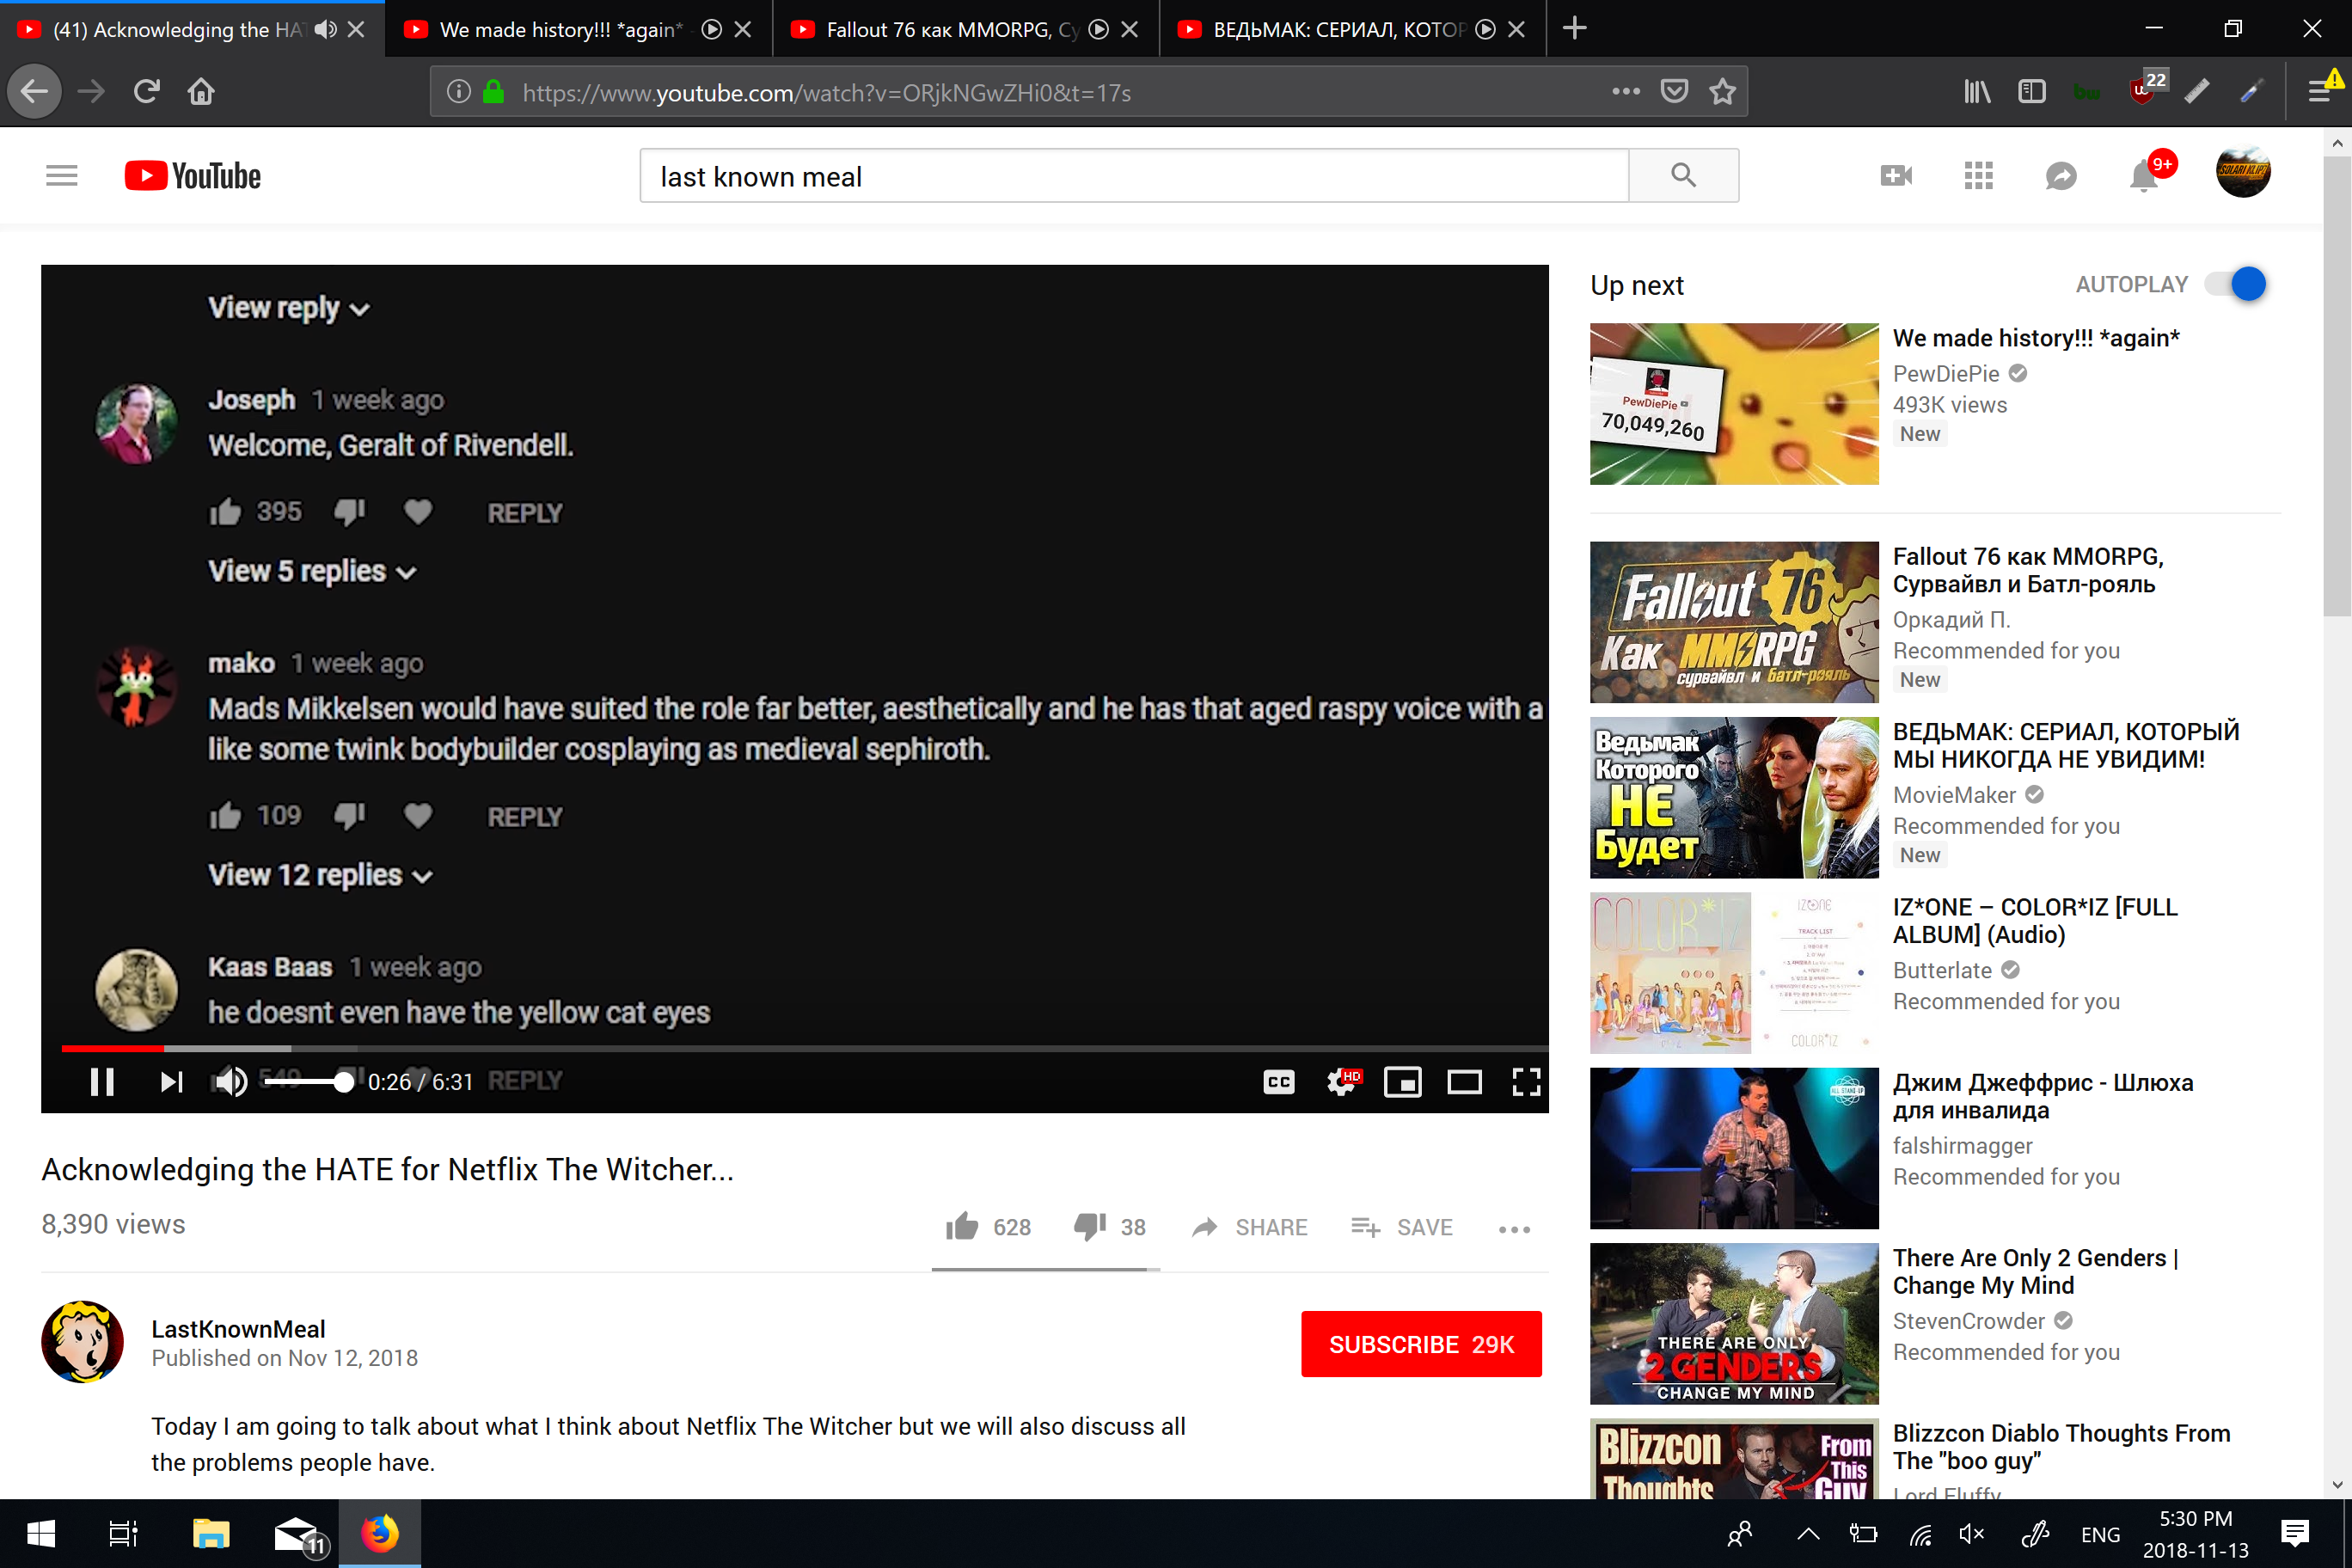 (41) Acknowledging the HA
We made history!!! *again*
Fallout 76 как MMORPG, Су
ВЕДЬМАК: СЕРИАЛ, КОТОР
https://www.youtube.com/watch?v=ORjkNGwZHi0&t=17s
22
YouTube
last known meal
9+
View reply
Joseph 1 week ago
Welcome, Geralt of Rivendell.
395 REPLY
View 5 replies
mako 1 week ago
Mads Mikkelsen would have suited the role far better, aesthetically and he has that aged raspy voice with a
like some twink bodybuilder cosplaying as medieval sephiroth.
109 REPLY
View 12 replies
Kaas Baas 1 week ago
he doesnt even have the yellow cat eyes
549 REPLY
0:26 / 6:31
CC
HD
Acknowledging the HATE for Netflix The Witcher...
8,390 views
628
38
SHARE
SAVE
LastKnownMeal
Published on Nov 12, 2018
SUBSCRIBE 29K
Today I am going to talk about what I think about Netflix The Witcher but we will also discuss all
the problems people have.
Up next
AUTOPLAY
PewDiePie
70,049,260
We made history!!! *again*
PewDiePie
493K views
New
Fallout 76
Как MMORPG
сурвайвл и батл-рояль
Fallout 76 как MMORPG,
Сурвайвл и Батл-рояль
Оркадий П.
Recommended for you
New
Ведьмак
Которого
НЕ
Будет
ВЕДЬМАК: СЕРИАЛ, КОТОРЫЙ
МЫ НИКОГДА НЕ УВИДИМ!
MovieMaker
Recommended for you
New
COLOR*IZ
IZ*ONE
TRACK LIST
COLOR*IZ
IZ*ONE – COLOR*IZ [FULL
ALBUM] (Audio)
Butterlate
Recommended for you
Джим Джеффрис - Шлюха
для инвалида
falshirmagger
Recommended for you
THERE ARE ONLY
2 GENDERS
CHANGE MY MIND
There Are Only 2 Genders |
Change My Mind
StevenCrowder
Recommended for you
Blizzcon
Thoughts
From
This
Guy
Blizzcon Diablo Thoughts From
The "boo guy"
Lord Fluffy
11
ENG
5:30 PM
2018-11-13